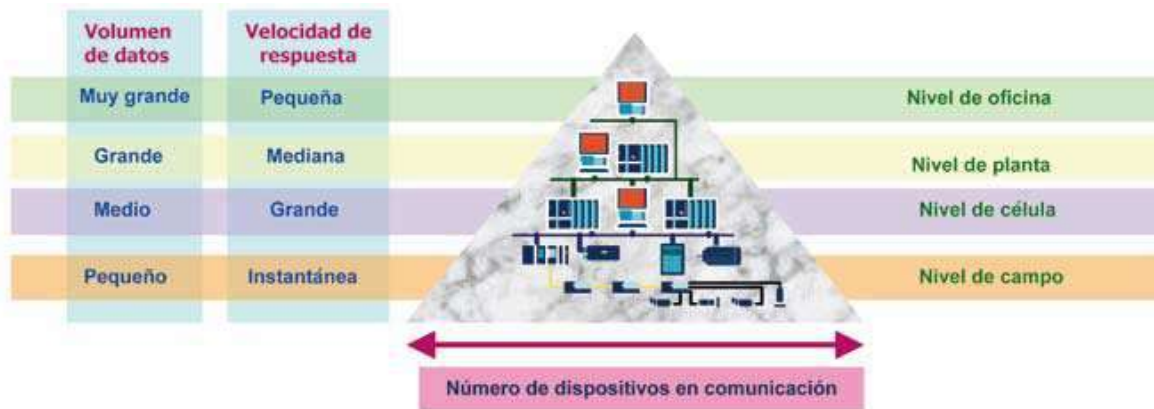 Volumen
de datos
Velocidad de
respuesta
Muy grande
Pequeña
Nivel de oficina
Grande
Mediana
Nivel de planta
Medio
Grande
Nivel de célula
Pequeño
Instantánea
Nivel de campo
Número de dispositivos en comunicación